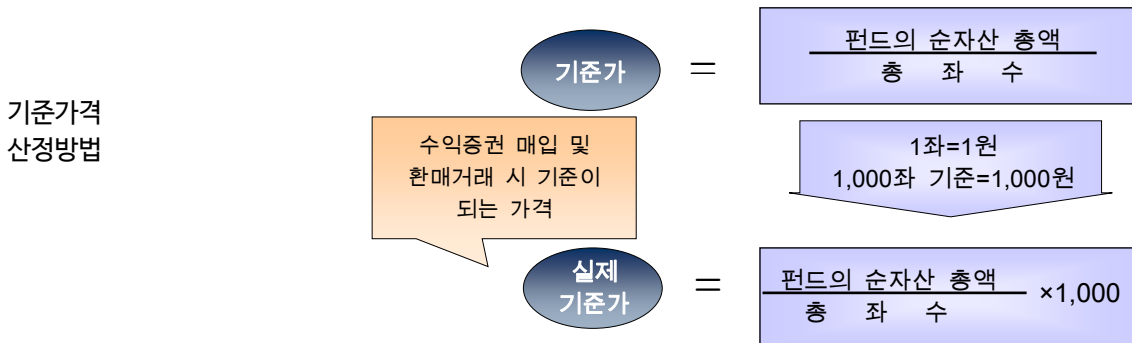 기준가격
산정방법
기준가
=
펀드의 순자산 총액
총 좌 수
수익증권 매입 및
환매거래 시 기준이
되는 가격
1좌=1원
1,000좌 기준=1,000원
실제
기준가
=
펀드의 순자산 총액
총 좌 수
×1,000